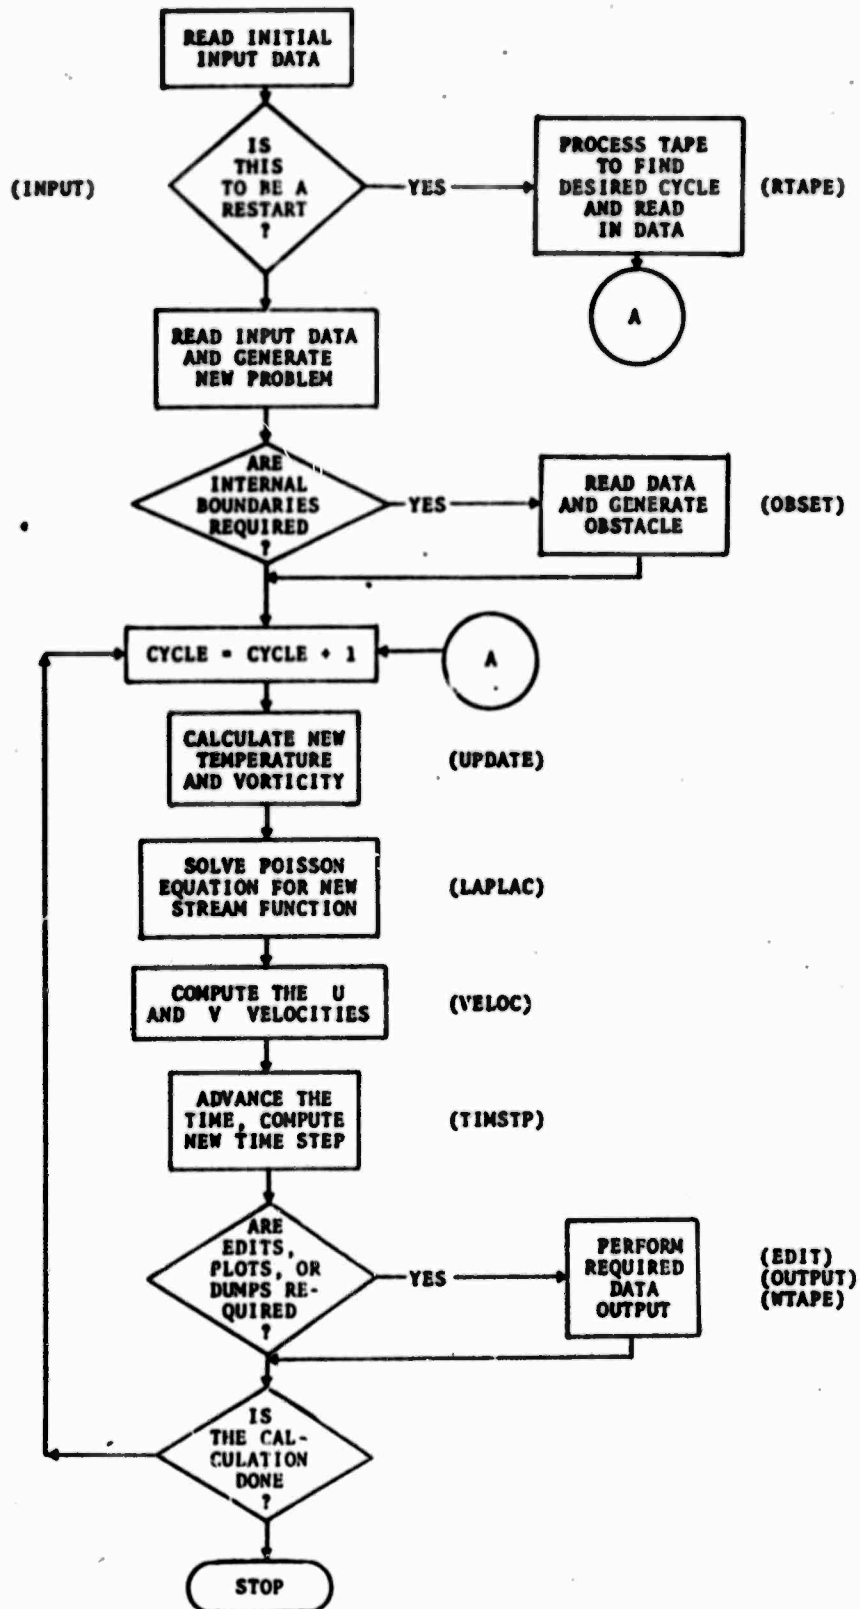 READ INITIAL
INPUT DATA
IS
THIS
TO BE A
RESTART
?
(INPUT)
YES
PROCESS TAPE
TO FIND
DESIRED CYCLE
AND READ
IN DATA
(RTAPE)
A
READ INPUT DATA
AND GENERATE
NEW PROBLEM
ARE
INTERNAL
BOUNDARIES
REQUIRED
?
YES
READ DATA
AND GENERATE
OBSTACLE
(OBSET)
CYCLE = CYCLE + 1
A
CALCULATE NEW
TEMPERATURE
AND VORTICITY
(UPDATE)
SOLVE POISSON
EQUATION FOR NEW
STREAM FUNCTION
(LAPLAC)
COMPUTE THE U
AND V VELOCITIES
(VELOC)
ADVANCE THE
TIME, COMPUTE
NEW TIME STEP
(TIMSTP)
ARE
EDITS,
PLOTS, OR
DUMPS RE-
QUIRED
?
YES
PERFORM
REQUIRED
DATA
OUTPUT
(EDIT)
(OUTPUT)
(WTAPE)
IS
THE CAL-
CULATION
DONE
?
STOP